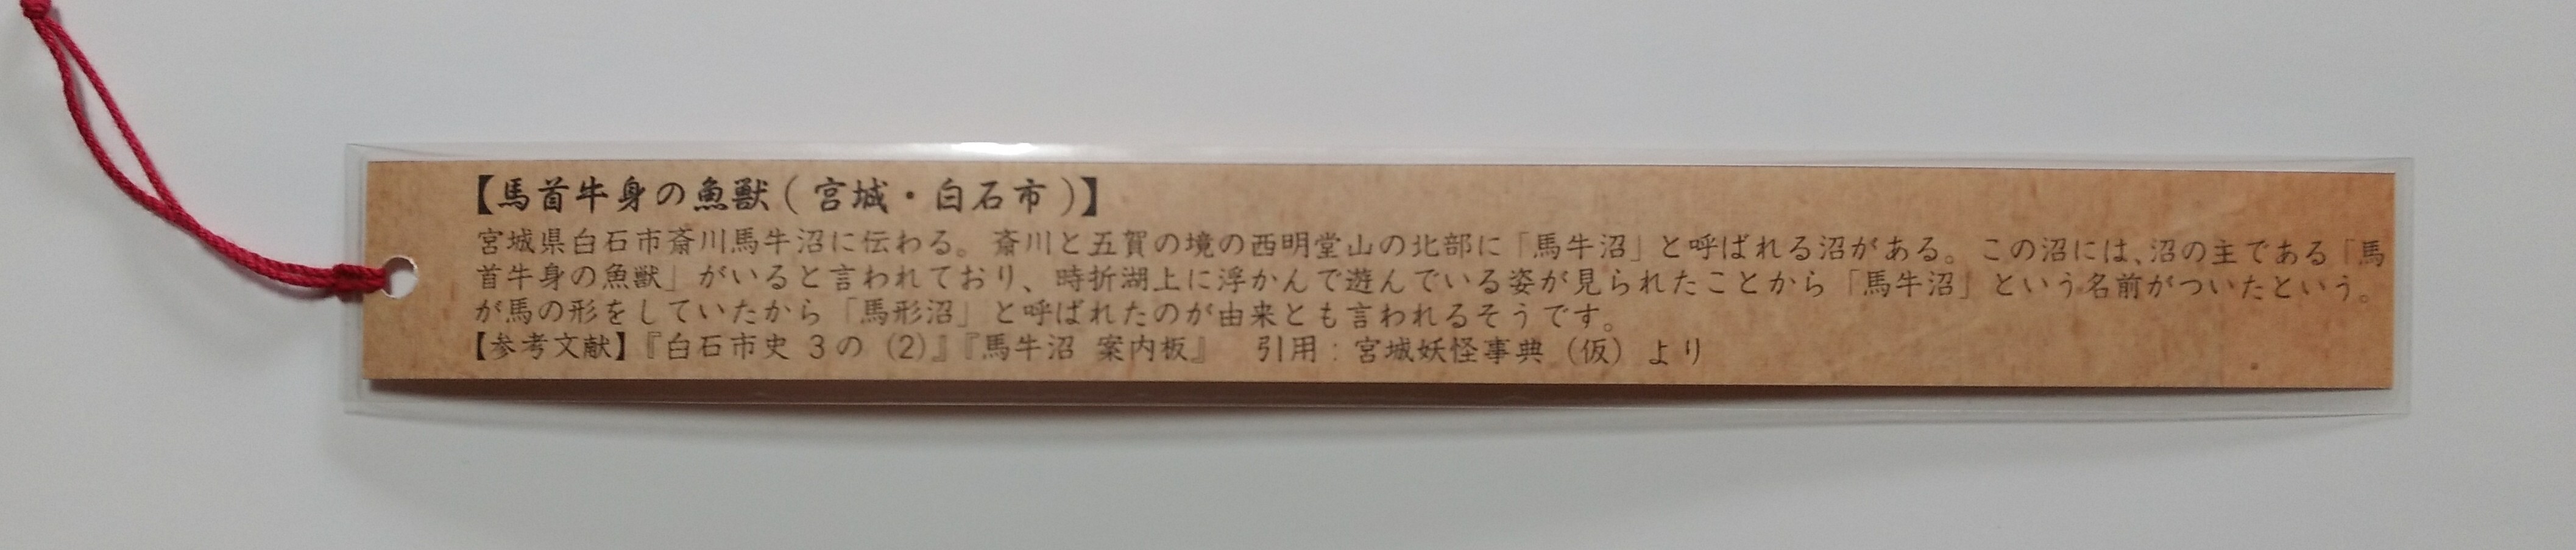 【馬首牛身の魚獣(宮城・白石市)】
宮城県白石市斎川馬牛沼に伝わる。斎川と五賀の境の西明堂山の北部に「馬牛沼」と呼ばれる沼がある。この沼には、沼の主である「馬
首牛身の魚獣」がいると言われており、時折湖上に浮かんで遊んでいる姿が見られたことから「馬牛沼」という名前がついたという。
が馬の形をしていたから「馬形沼」と呼ばれたのが由来とも言われるそうです。
【参考文献】『白石市史 3の (2)』『馬牛沼 案内板』 引用:宮城妖怪事典(仮)より